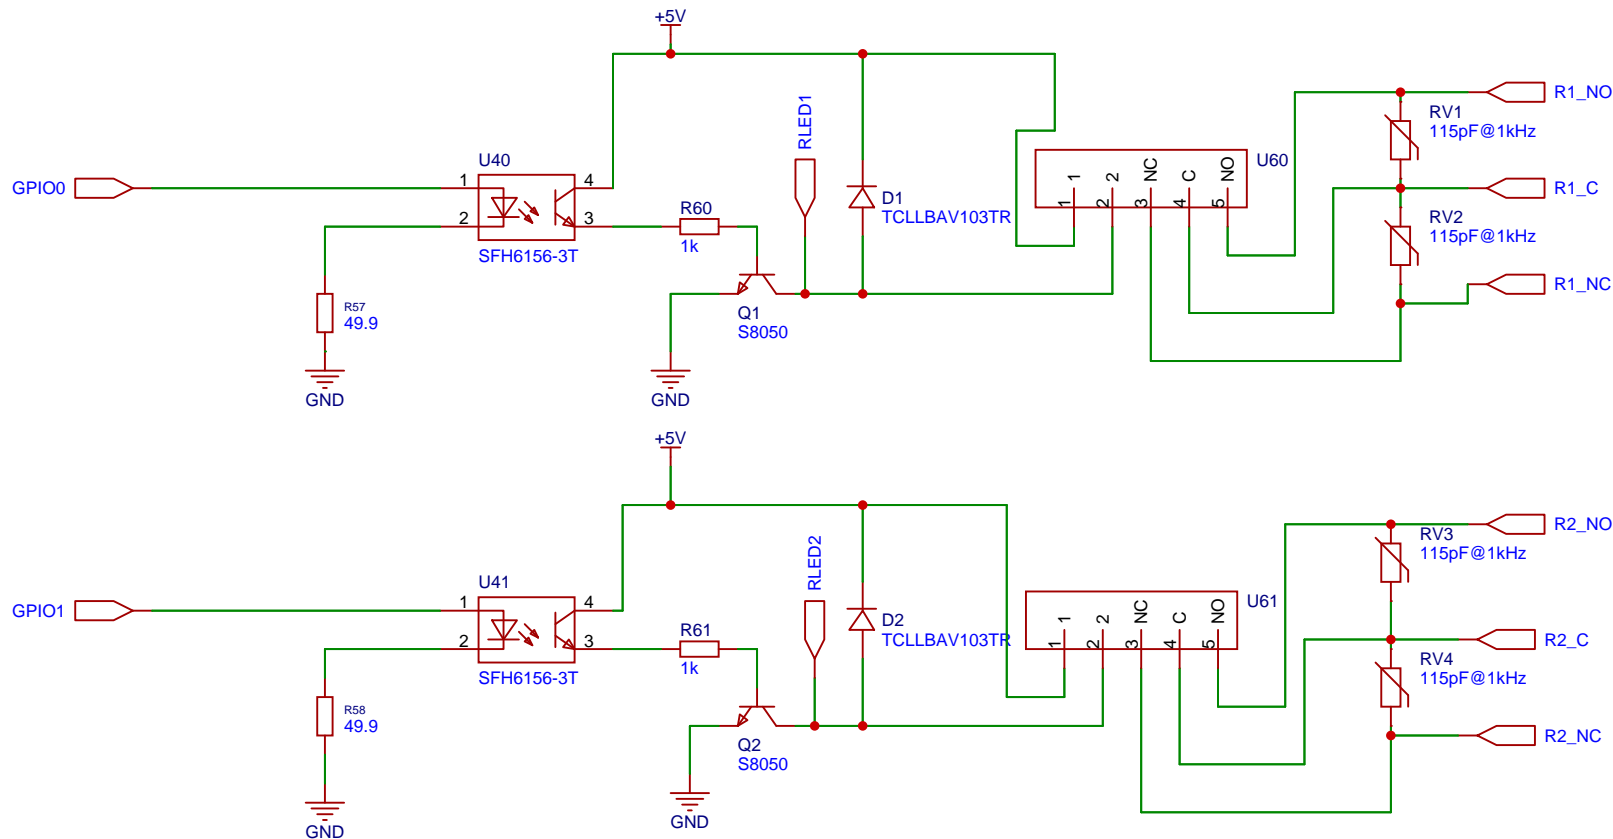 +5V
R1_NO
RV1
115pF@1kHz
RLED1
U40
GPIO0
1
4
2
3
SFH6156-3T
R60
1k
D1
TCLLBAV103TR
U60
1
2
NC
C
NO
1
2
3
4
5
R1_C
RV2
115pF@1kHz
R1_NC
R57
49.9
GND
Q1
S8050
GND
+5V
R2_NO
RV3
115pF@1kHz
RLED2
U41
GPIO1
1
4
2
3
SFH6156-3T
R61
1k
D2
TCLLBAV103TR
U61
1
2
NC
C
NO
1
2
3
4
5
R2_C
RV4
115pF@1kHz
R2_NC
R58
49.9
GND
Q2
S8050
GND